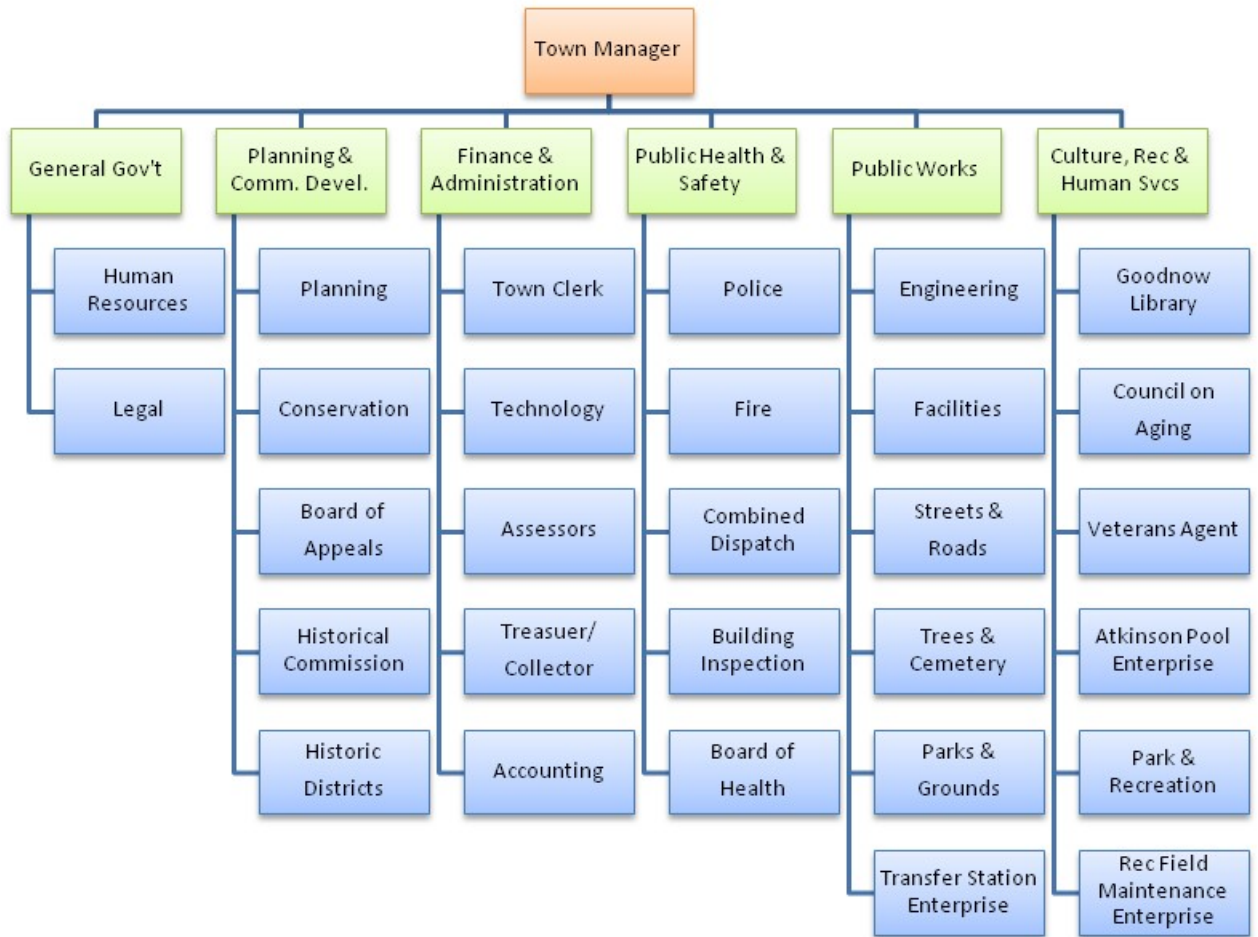 Town Manager
General Gov't
Planning &
Comm. Devel.
Finance &
Administration
Public Health &
Safety
Public Works
Culture, Rec &
Human Svcs
Human
Resources
Legal
Planning
Conservation
Board of
Appeals
Historical
Commission
Historic
Districts
Town Clerk
Technology
Assessors
Treasuer/
Collector
Accounting
Police
Fire
Combined
Dispatch
Building
Inspection
Board of
Health
Engineering
Facilities
Streets &
Roads
Trees &
Cemetery
Parks &
Grounds
Transfer Station
Enterprise
Goodnow
Library
Council on
Aging
Veterans Agent
Atkinson Pool
Enterprise
Park &
Recreation
Rec Field
Maintenance
Enterprise